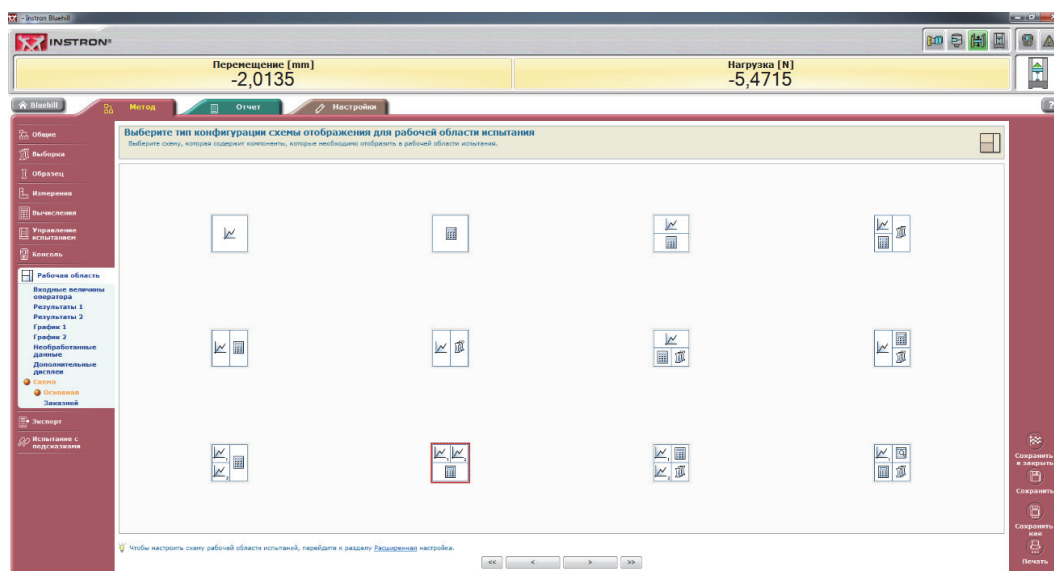 - Instron Bluehill
INSTRON®
Перемещение [mm]
-2,0135
Нагрузка [N]
-5,4715
Bluehill
Метод
Отчет
Настройки
?
Общие
Выборки
Образец
Измерения
Вычисления
Управление
испытанием
Консоль
Рабочая область
Входные величины
оператора
Результаты 1
Результаты 2
График 1
График 2
Необработанные
данные
Дополнительные
дисплеи
Схема
Основная
Заказной
Экспорт
Испытание с
подсказками
Выберите тип конфигурации схемы отображения для рабочей области испытания
Выберите схему, которая содержит компоненты, которые необходимо отобразить в рабочей области испытания.
Чтобы настроить схему рабочей области испытаний, перейдите к разделу Расширенная настройка.
<< < > >>
Сохранить
и закрыть
Сохранить
Сохранить
как
Печать